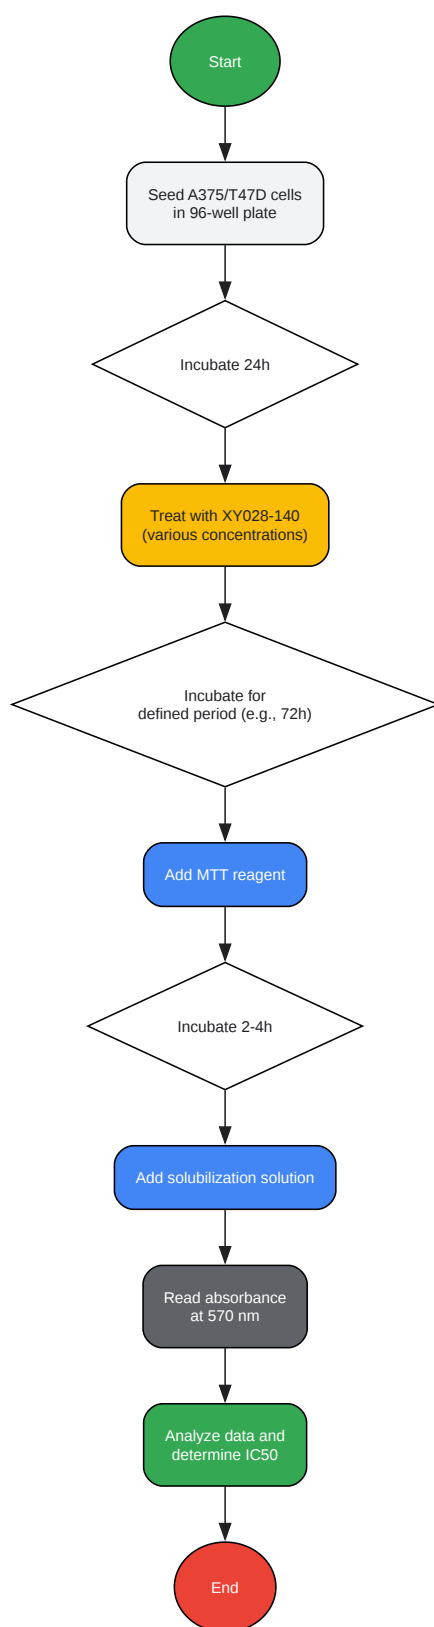 Start
Seed A375/T47D cells
in 96-well plate
Incubate 24h
Treat with XY028-140
(various concentrations)
Incubate for
defined period (e.g., 72h)
Add MTT reagent
Incubate 2-4h
Add solubilization solution
Read absorbance
at 570 nm
Analyze data and
determine IC50
End